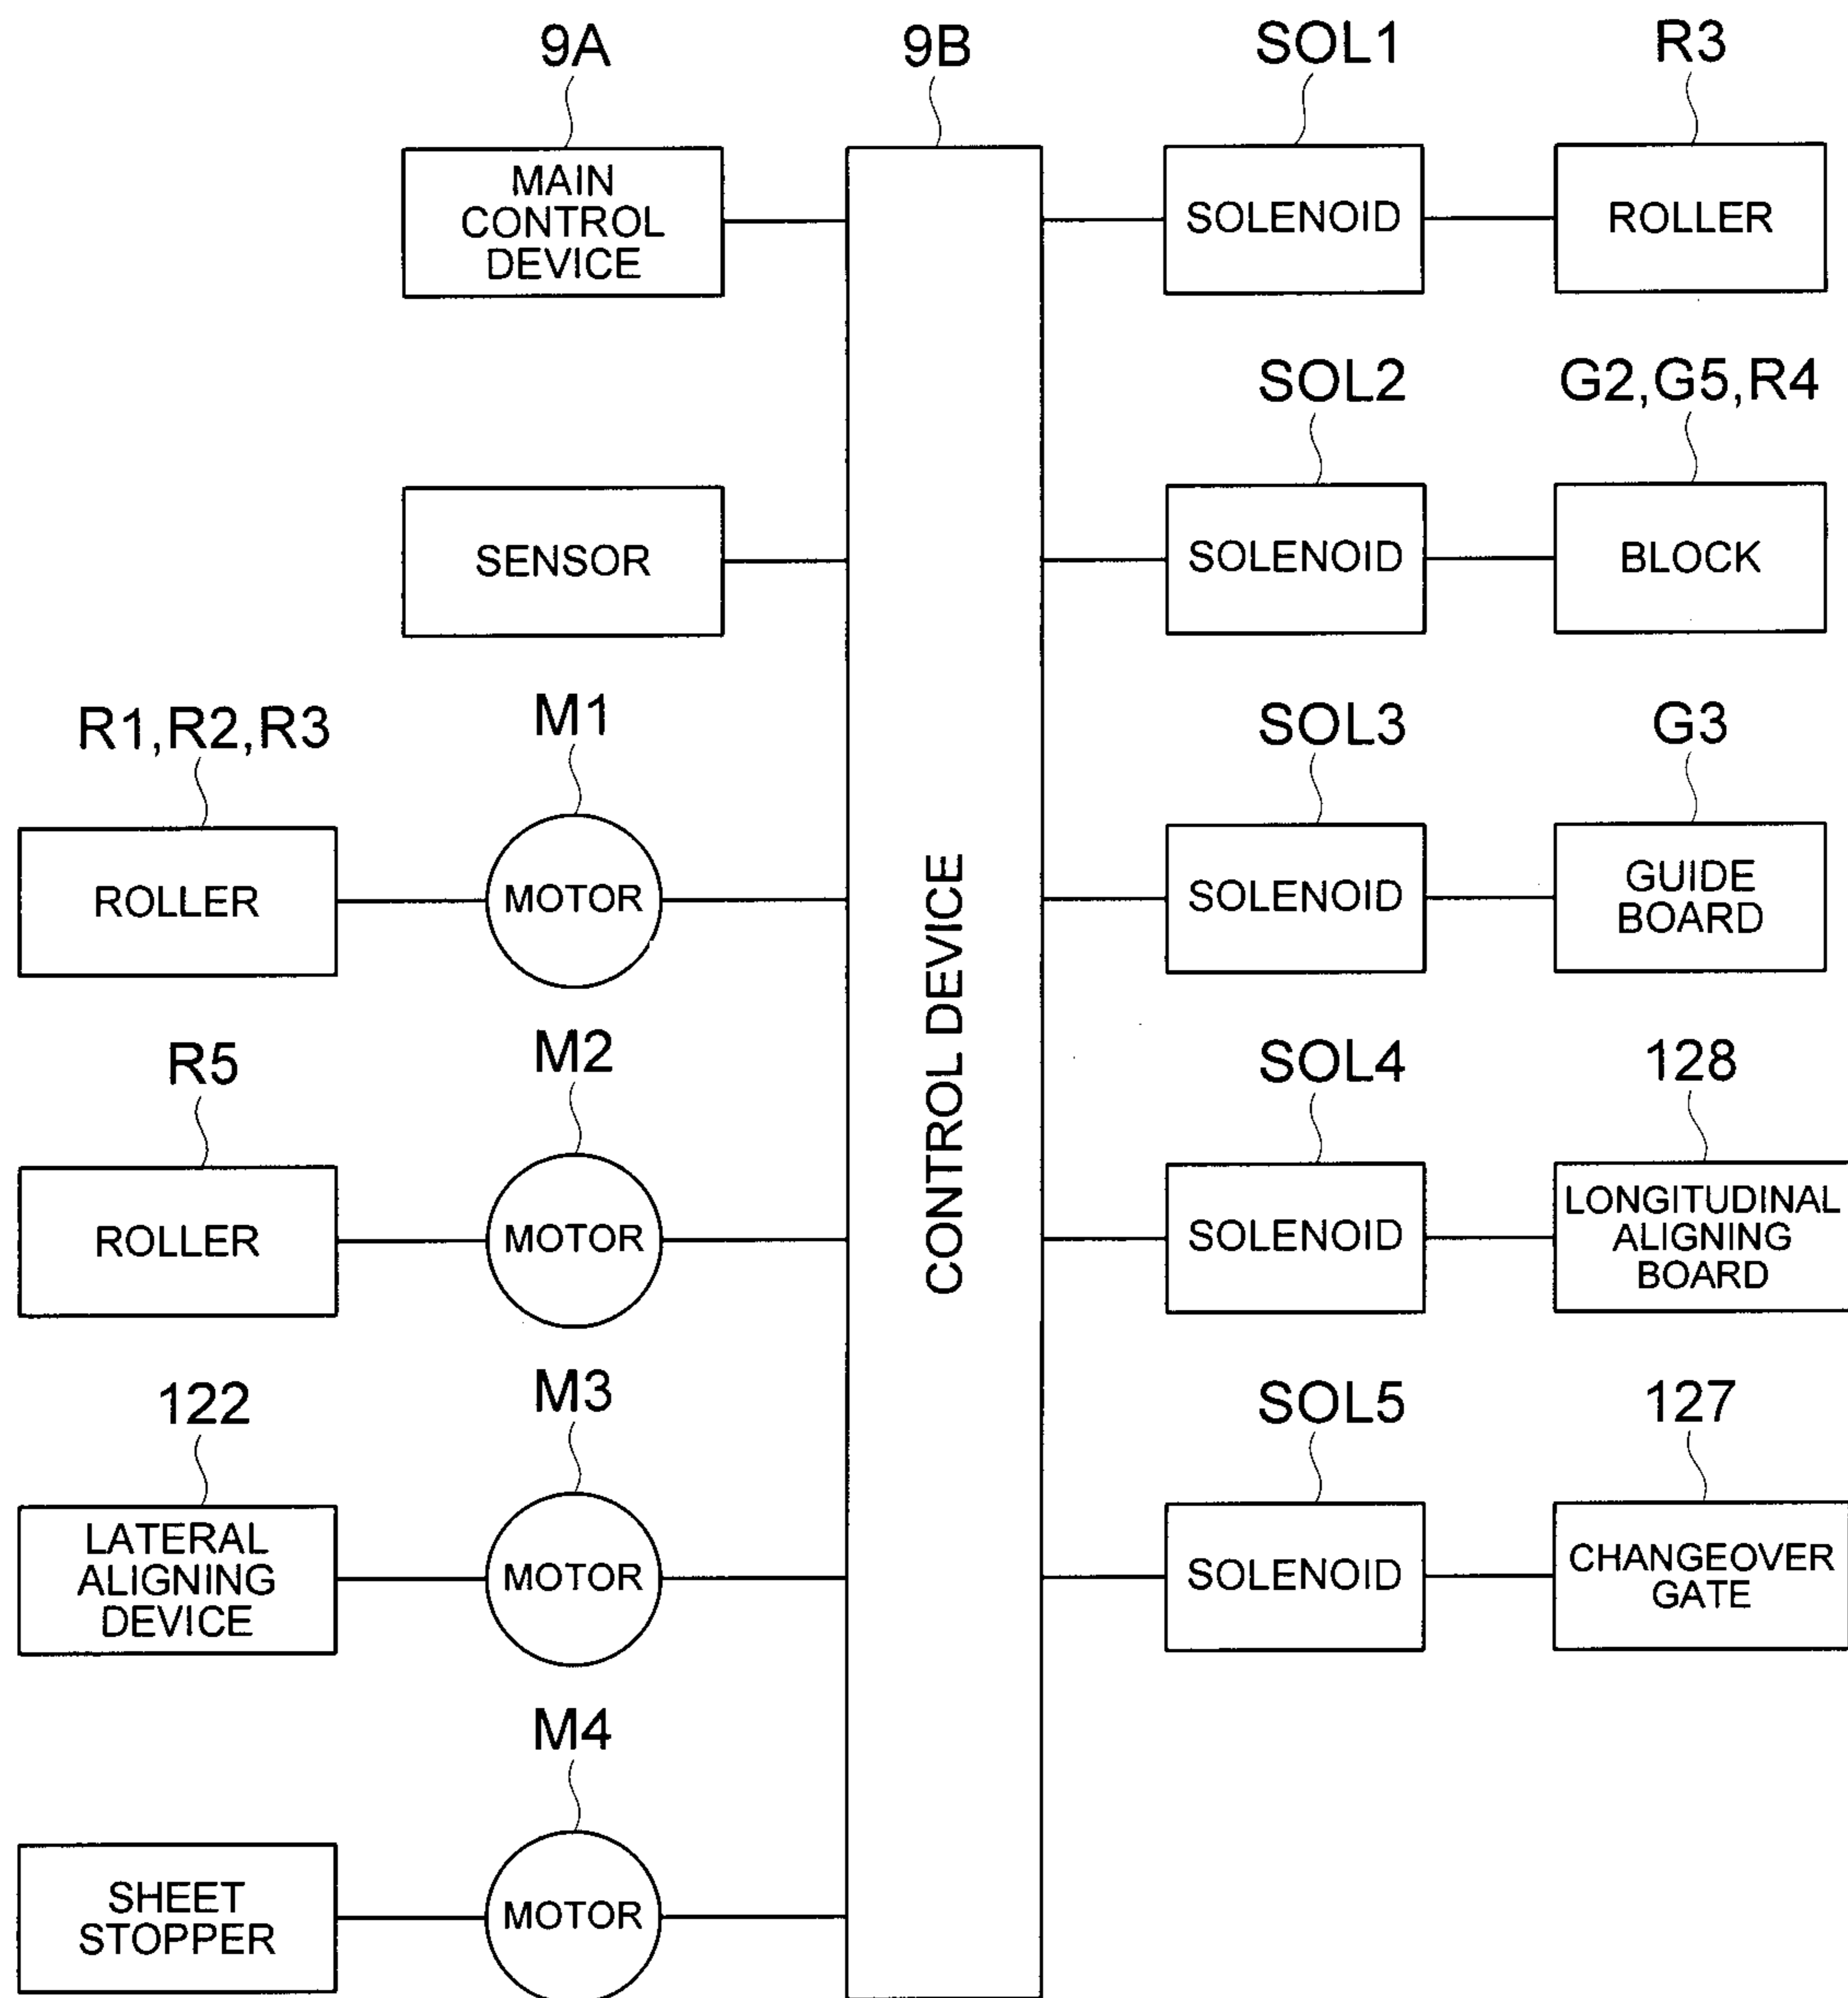 9A
9B
SOL1
R3
MAIN
CONTROL
DEVICE
SOLENOID
ROLLER
SOL2
G2,G5,R4
SENSOR
SOLENOID
BLOCK
R1,R2,R3
M1
SOL3
G3
ROLLER
MOTOR
CONTROL DEVICE
SOLENOID
GUIDE
BOARD
R5
M2
SOL4
128
ROLLER
MOTOR
SOLENOID
LONGITUDINAL
ALIGNING
BOARD
122
M3
SOL5
127
LATERAL
ALIGNING
DEVICE
MOTOR
SOLENOID
CHANGEOVER
GATE
M4
SHEET
STOPPER
MOTOR